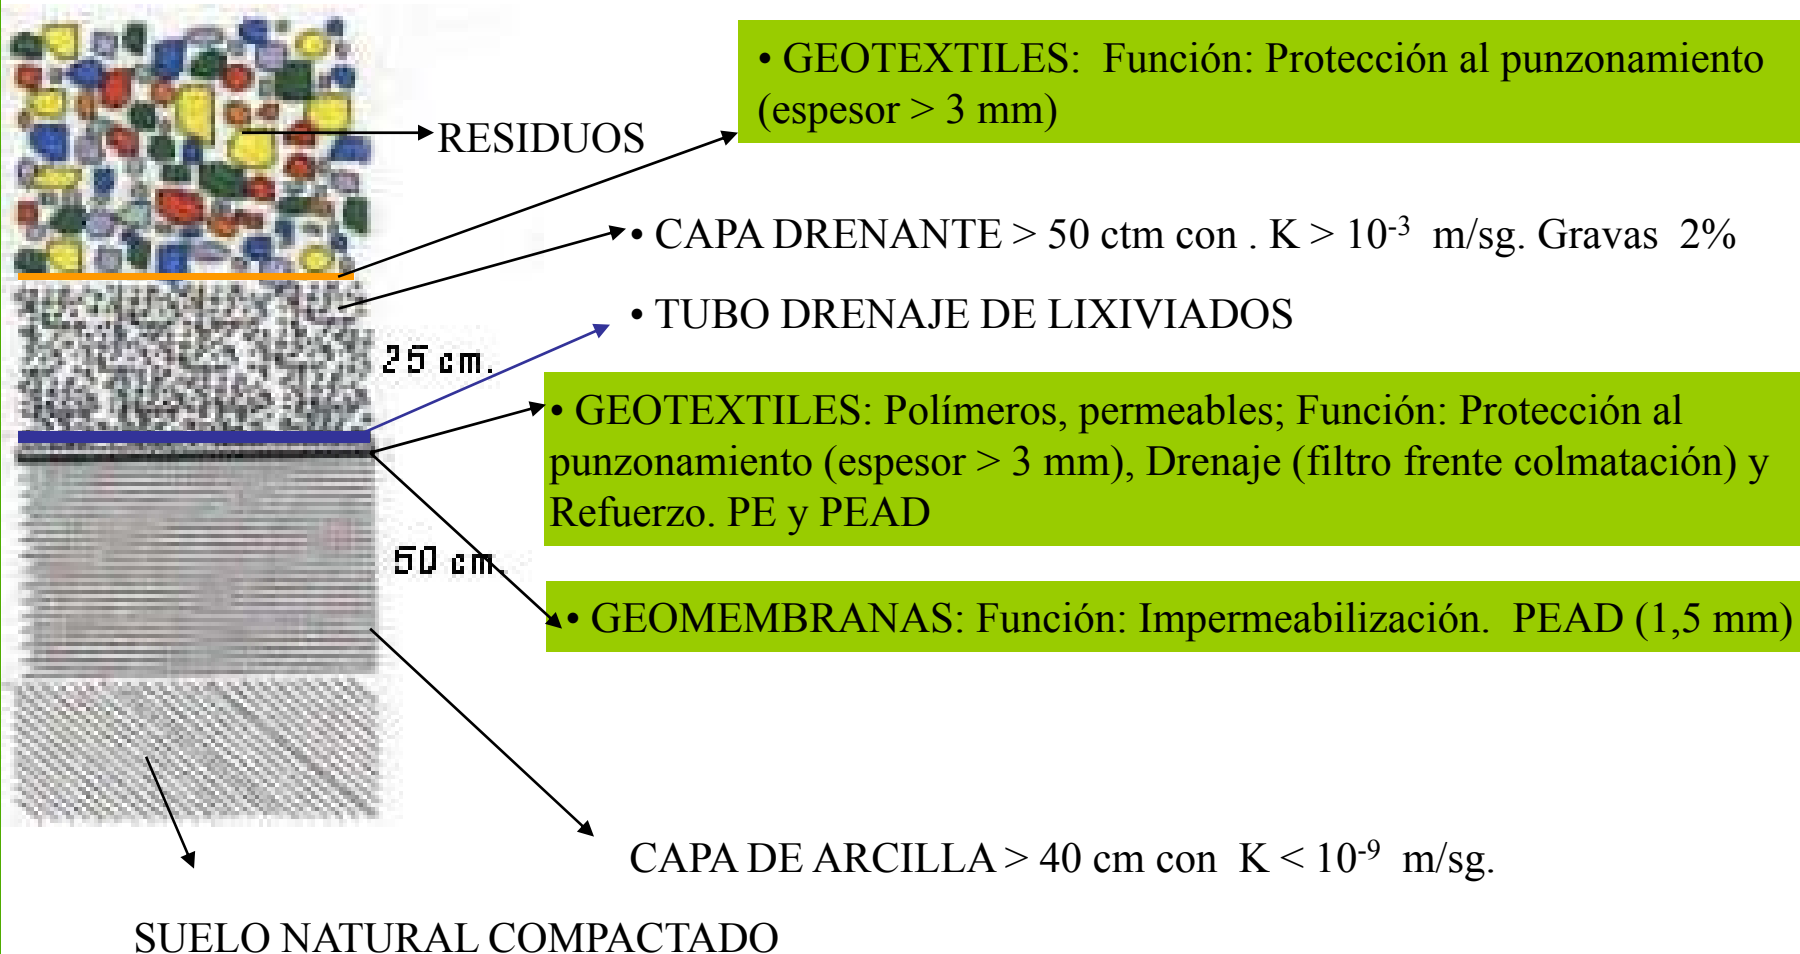 • GEOTEXTILES: Función: Protección al punzonamiento
(espesor > 3 mm)
RESIDUOS
• CAPA DRENANTE > 50 ctm con . K > 10⁻³ m/sg. Gravas 2%
• TUBO DRENAJE DE LIXIVIADOS
25 cm.
• GEOTEXTILES: Polímeros, permeables; Función: Protección al
punzonamiento (espesor > 3 mm), Drenaje (filtro frente colmatación) y
Refuerzo. PE y PEAD
50 cm.
• GEOMEMBRANAS: Función: Impermeabilización. PEAD (1,5 mm)
CAPA DE ARCILLA > 40 cm con K < 10⁻⁹ m/sg.
SUELO NATURAL COMPACTADO